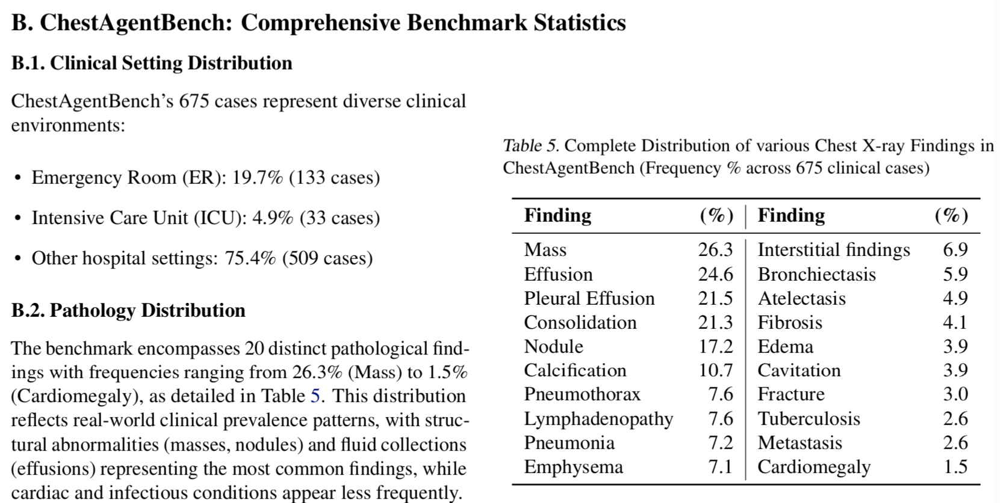 B. ChestAgentBench: Comprehensive Benchmark Statistics
B.1. Clinical Setting Distribution
ChestAgentBench's 675 cases represent diverse clinical
environments:
• Emergency Room (ER): 19.7% (133 cases)
• Intensive Care Unit (ICU): 4.9% (33 cases)
• Other hospital settings: 75.4% (509 cases)
B.2. Pathology Distribution
The benchmark encompasses 20 distinct pathological find-
ings with frequencies ranging from 26.3% (Mass) to 1.5%
(Cardiomegaly), as detailed in Table 5. This distribution
reflects real-world clinical prevalence patterns, with struc-
tural abnormalities (masses, nodules) and fluid collections
(effusions) representing the most common findings, while
cardiac and infectious conditions appear less frequently.
Table 5. Complete Distribution of various Chest X-ray Findings in
ChestAgentBench (Frequency % across 675 clinical cases)
Finding (%) Finding (%)
Mass 26.3 Interstitial findings 6.9
Effusion 24.6 Bronchiectasis 5.9
Pleural Effusion 21.5 Atelectasis 4.9
Consolidation 21.3 Fibrosis 4.1
Nodule 17.2 Edema 3.9
Calcification 10.7 Cavitation 3.9
Pneumothorax 7.6 Fracture 3.0
Lymphadenopathy 7.6 Tuberculosis 2.6
Pneumonia 7.2 Metastasis 2.6
Emphysema 7.1 Cardiomegaly 1.5